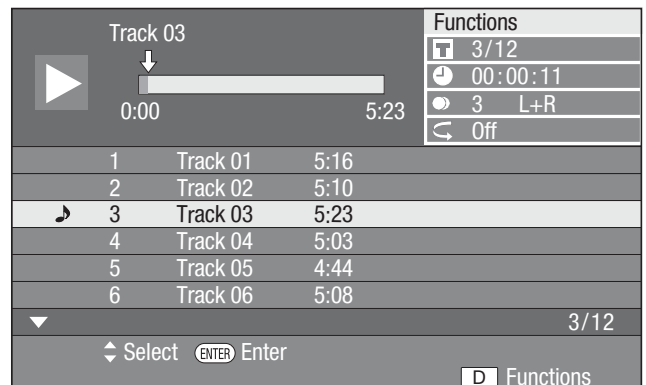 Track 03
0:00 5:23
Functions
T 3/12
00:00:11
3 L+R
Off
1 Track 01 5:16
2 Track 02 5:10
3 Track 03 5:23
4 Track 04 5:03
5 Track 05 4:44
6 Track 06 5:08
3/12
Select ENTER Enter
D Functions